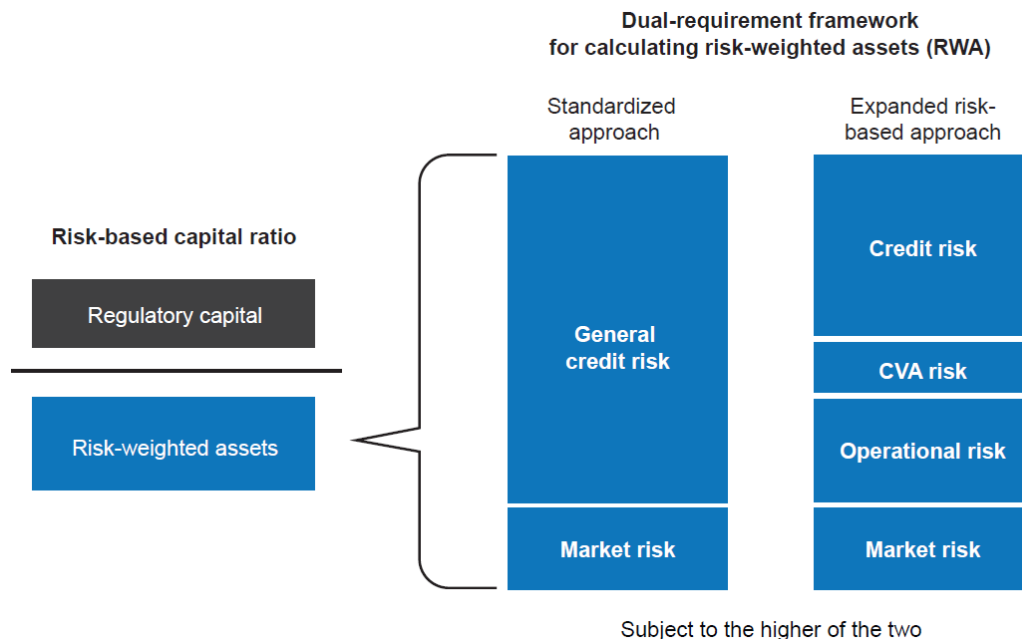 Dual-requirement framework
for calculating risk-weighted assets (RWA)
Standardized
approach
Expanded risk-
based approach
Risk-based capital ratio
Regulatory capital
Risk-weighted assets
General
credit risk
Market risk
Credit risk
CVA risk
Operational risk
Market risk
Subject to the higher of the two